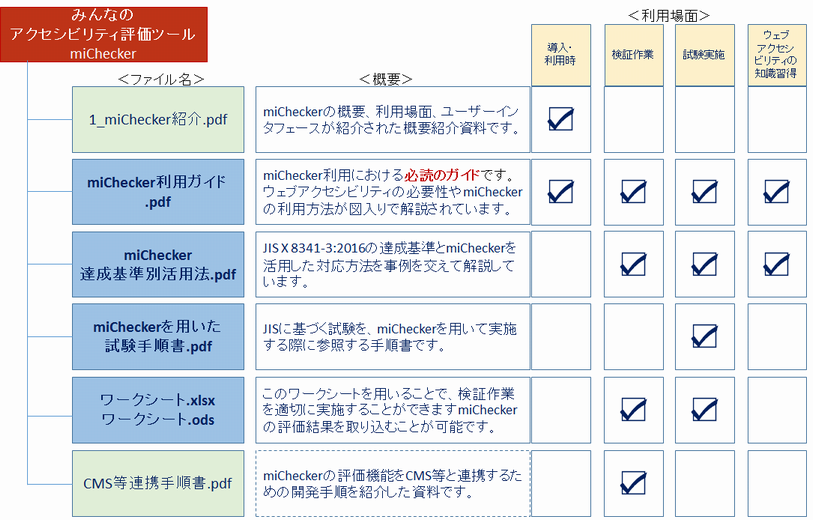 みんなの
アクセシビリティ評価ツール
miChecker
＜利用場面＞
導入・
利用時
検証作業
試験実施
ウェブ
アクセシ
ビリティの
知識習得
＜ファイル名＞
＜概要＞
1_miChecker紹介.pdf
miCheckerの概要、利用場面、ユーザーイン
タフェースが紹介された概要紹介資料です。
miChecker利用ガイド
.pdf
miChecker利用における必読のガイドです。
ウェブアクセシビリティの必要性やmiChecker
の利用方法が図入りで解説されています。
miChecker
達成基準別活用法.pdf
JIS X 8341-3:2016の達成基準とmiCheckerを
活用した対応方法を事例を交えて解説して
います。
miCheckerを用いた
試験手順書.pdf
JISに基づく試験を、miCheckerを用いて実施
する際に参照する手順書です。
ワークシート.xlsx
ワークシート.ods
このワークシートを用いることで、検証作業
を適切に実施することができますmiChecker
の評価結果を取り込むことが可能です。
CMS等連携手順書.pdf
miCheckerの評価機能をCMS等と連携するた
めの開発手順を紹介した資料です。